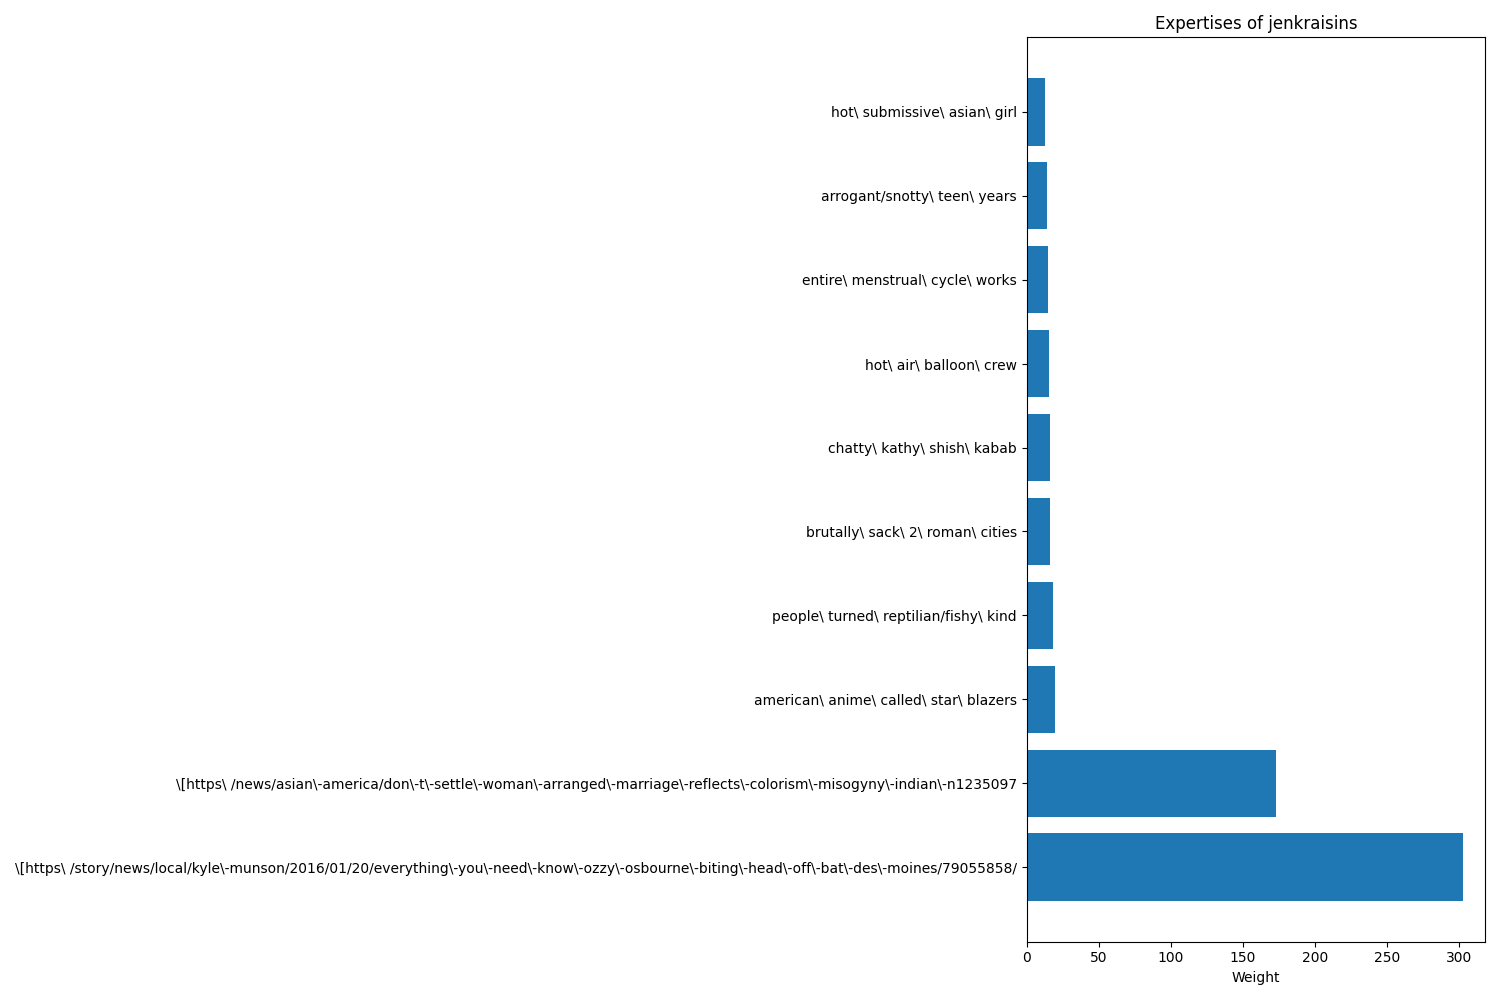 Expertises of jenkraisins
hot\ submissive\ asian\ girl
arrogant/snotty\ teen\ years
entire\ menstrual\ cycle\ works
hot\ air\ balloon\ crew
chatty\ kathy\ shish\ kabab
brutally\ sack\ 2\ roman\ cities
people\ turned\ reptilian/fishy\ kind
american\ anime\ called\ star\ blazers
\[https\ /news/asian\-america/don\-t\-settle\-woman\-arranged\-marriage\-reflects\-colorism\-misogyny\-indian\-n1235097
\[https\ /story/news/local/kyle\-munson/2016/01/20/everything\-you\-need\-know\-ozzy\-osbourne\-biting\-head\-off\-bat\-des\-moines/79055858/
0 50 100 150 200 250 300
Weight